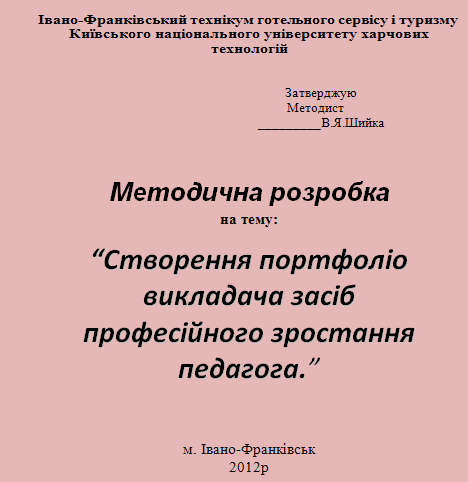 Івано-Франківський технікум готельного сервісу і туризму
Київського національного університету харчових
технологій
Затверджую
Методист
_________В.Я.Шийка
Методична розробка
на тему:
“Створення портфоліо
викладача засіб
професійного зростання
педагога.”
м. Івано-Франківськ
2012р